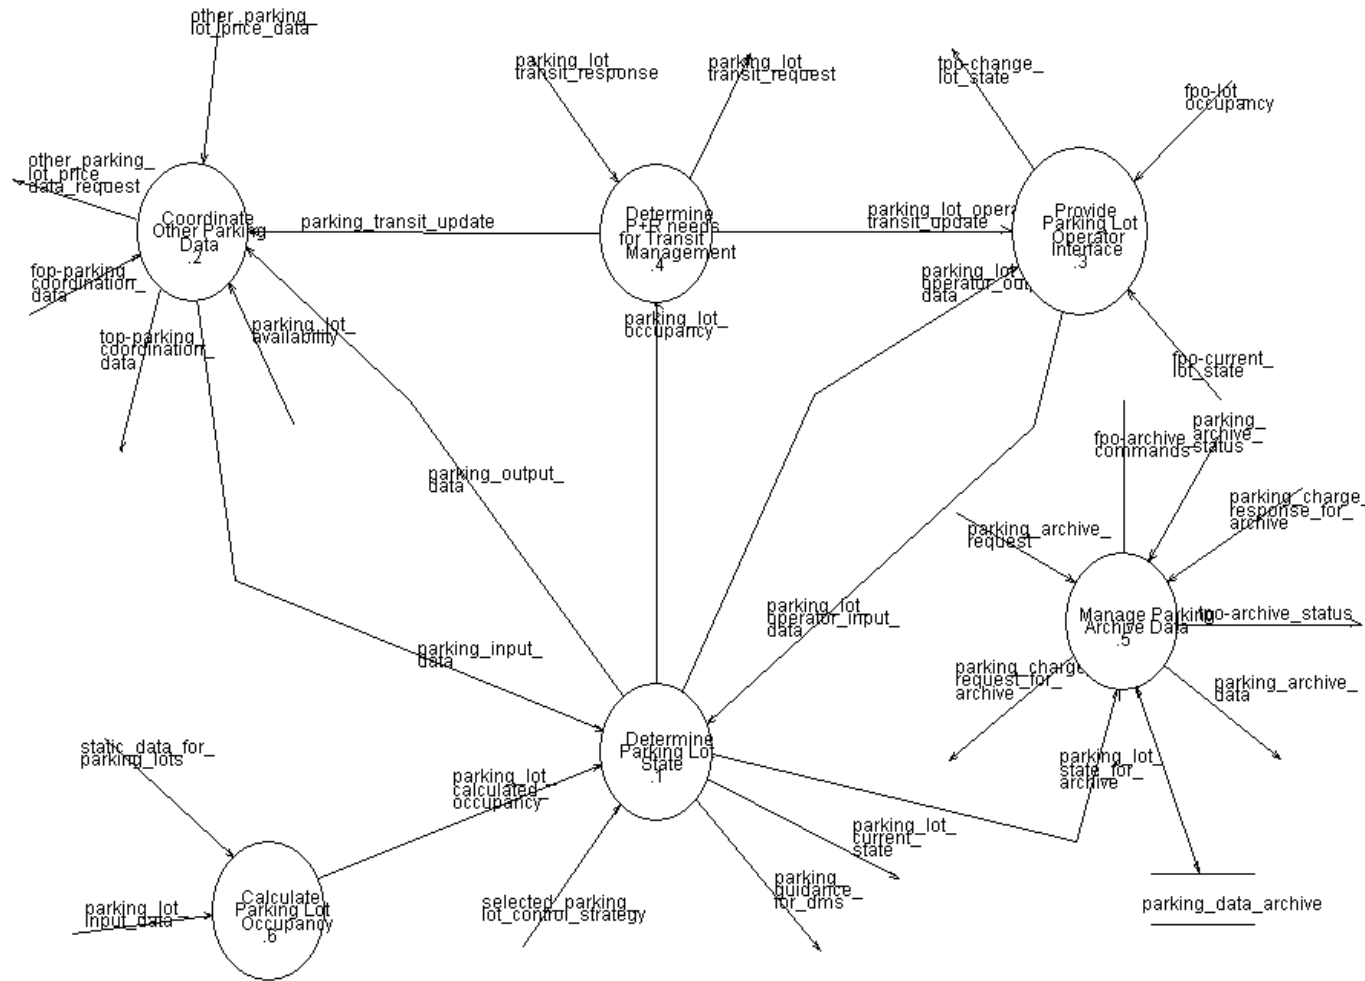 other_parking_
lot_price_data
parking_lot_
transit_response
parking_lot_
transit_request
tpo-change_
lot_state
fpo-lot_
occupancy
other_parking_
lot_price_
data_request
Coordinate
Other Parking
Data
.2
parking_transit_update
Determine
P+R needs
for Transit
Management
.4
parking_lot_opera
transit_update
Provide
Parking Lot
Operator
Interface
.3
fop-parking_
coordination_
data
top-parking_
coordination_
data
parking_lot_
availability
parking_lot_
occupancy
parking_lot_
operator_out
data
fpo-current_
lot_state
fpo-archive_
commands
parking_
archive_
status
parking_output_
data
parking_archive_
request
parking_charge_
response_for_
archive
parking_input_
data
parking_lot_
operator_input_
data
Manage Parking
Archive Data
.5
fpo-archive_status
parking_charge
request_for_
archive
parking_archive_
data
static_data_for_
parking_lots
parking_lot_
calculated_
occupancy
Determine
Parking Lot
State
.1
parking_lot_
state_for_
archive
parking_lot_
current_
state
Calculate
Parking Lot
Occupancy
.6
parking_lot_
input_data
selected_parking_
lot_control_strategy
parking_
guidance_
for_dms
parking_data_archive